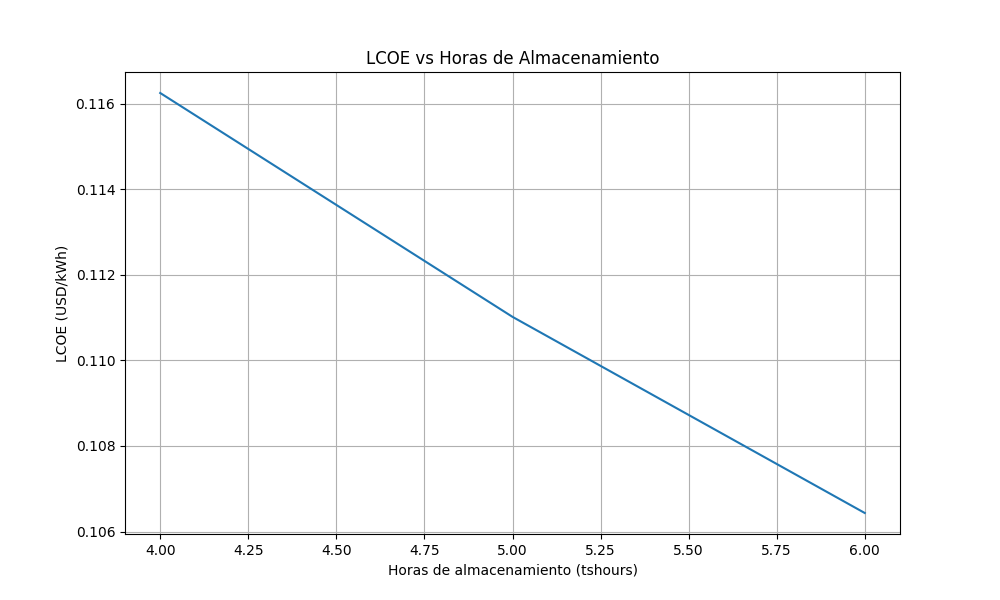 LCOE vs Horas de Almacenamiento
LCOE (USD/kWh)
0.116
0.114
0.112
0.110
0.108
0.106
4.00 4.25 4.50 4.75 5.00 5.25 5.50 5.75 6.00
Horas de almacenamiento (tshours)